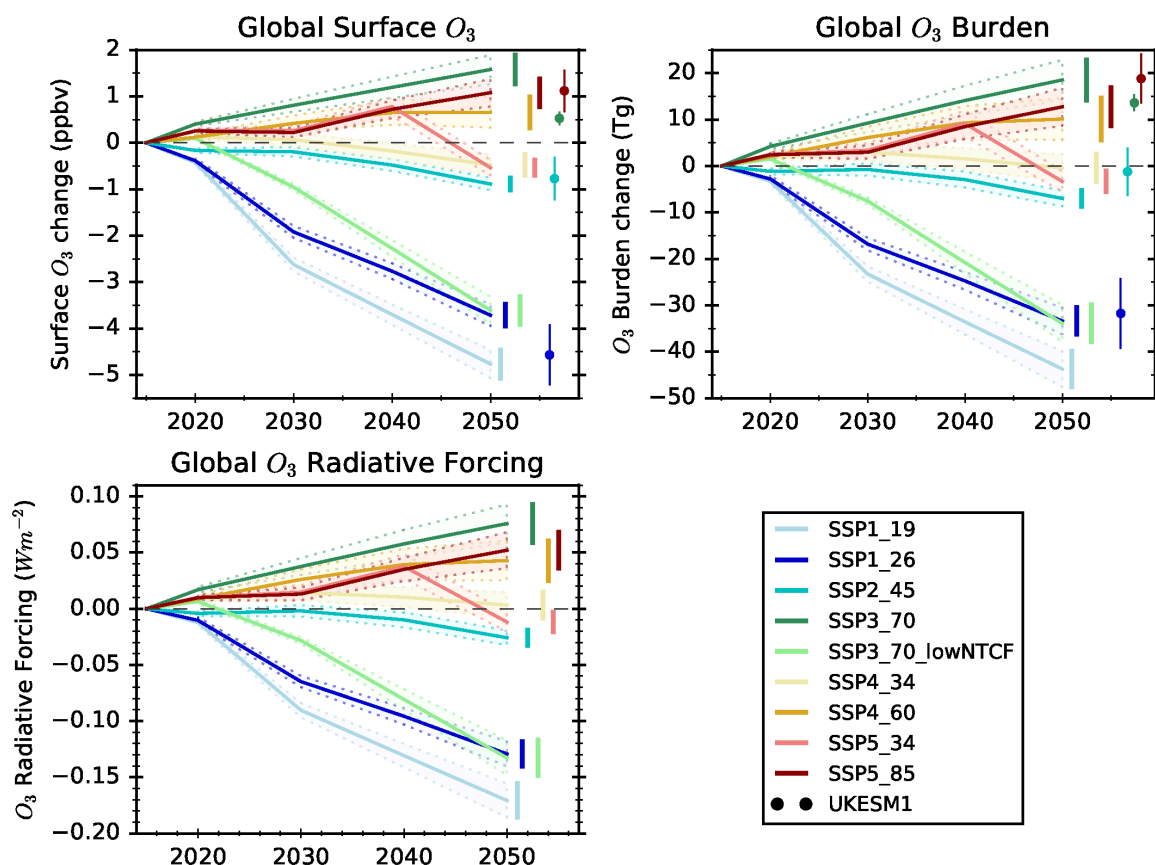 Global Surface O3
Surface O3 change (ppbv)
2
1
0
−1
−2
−3
−4
−5
2020 2030 2040 2050
Global O3 Burden
O3 Burden change (Tg)
20
10
0
−10
−20
−30
−40
−50
2020 2030 2040 2050
Global O3 Radiative Forcing
O3 Radiative Forcing (Wm−2)
0.10
0.05
0.00
−0.05
−0.10
−0.15
−0.20
2020 2030 2040 2050
SSP1_19
SSP1_26
SSP2_45
SSP3_70
SSP3_70_lowNTCF
SSP4_34
SSP4_60
SSP5_34
SSP5_85
UKESM1